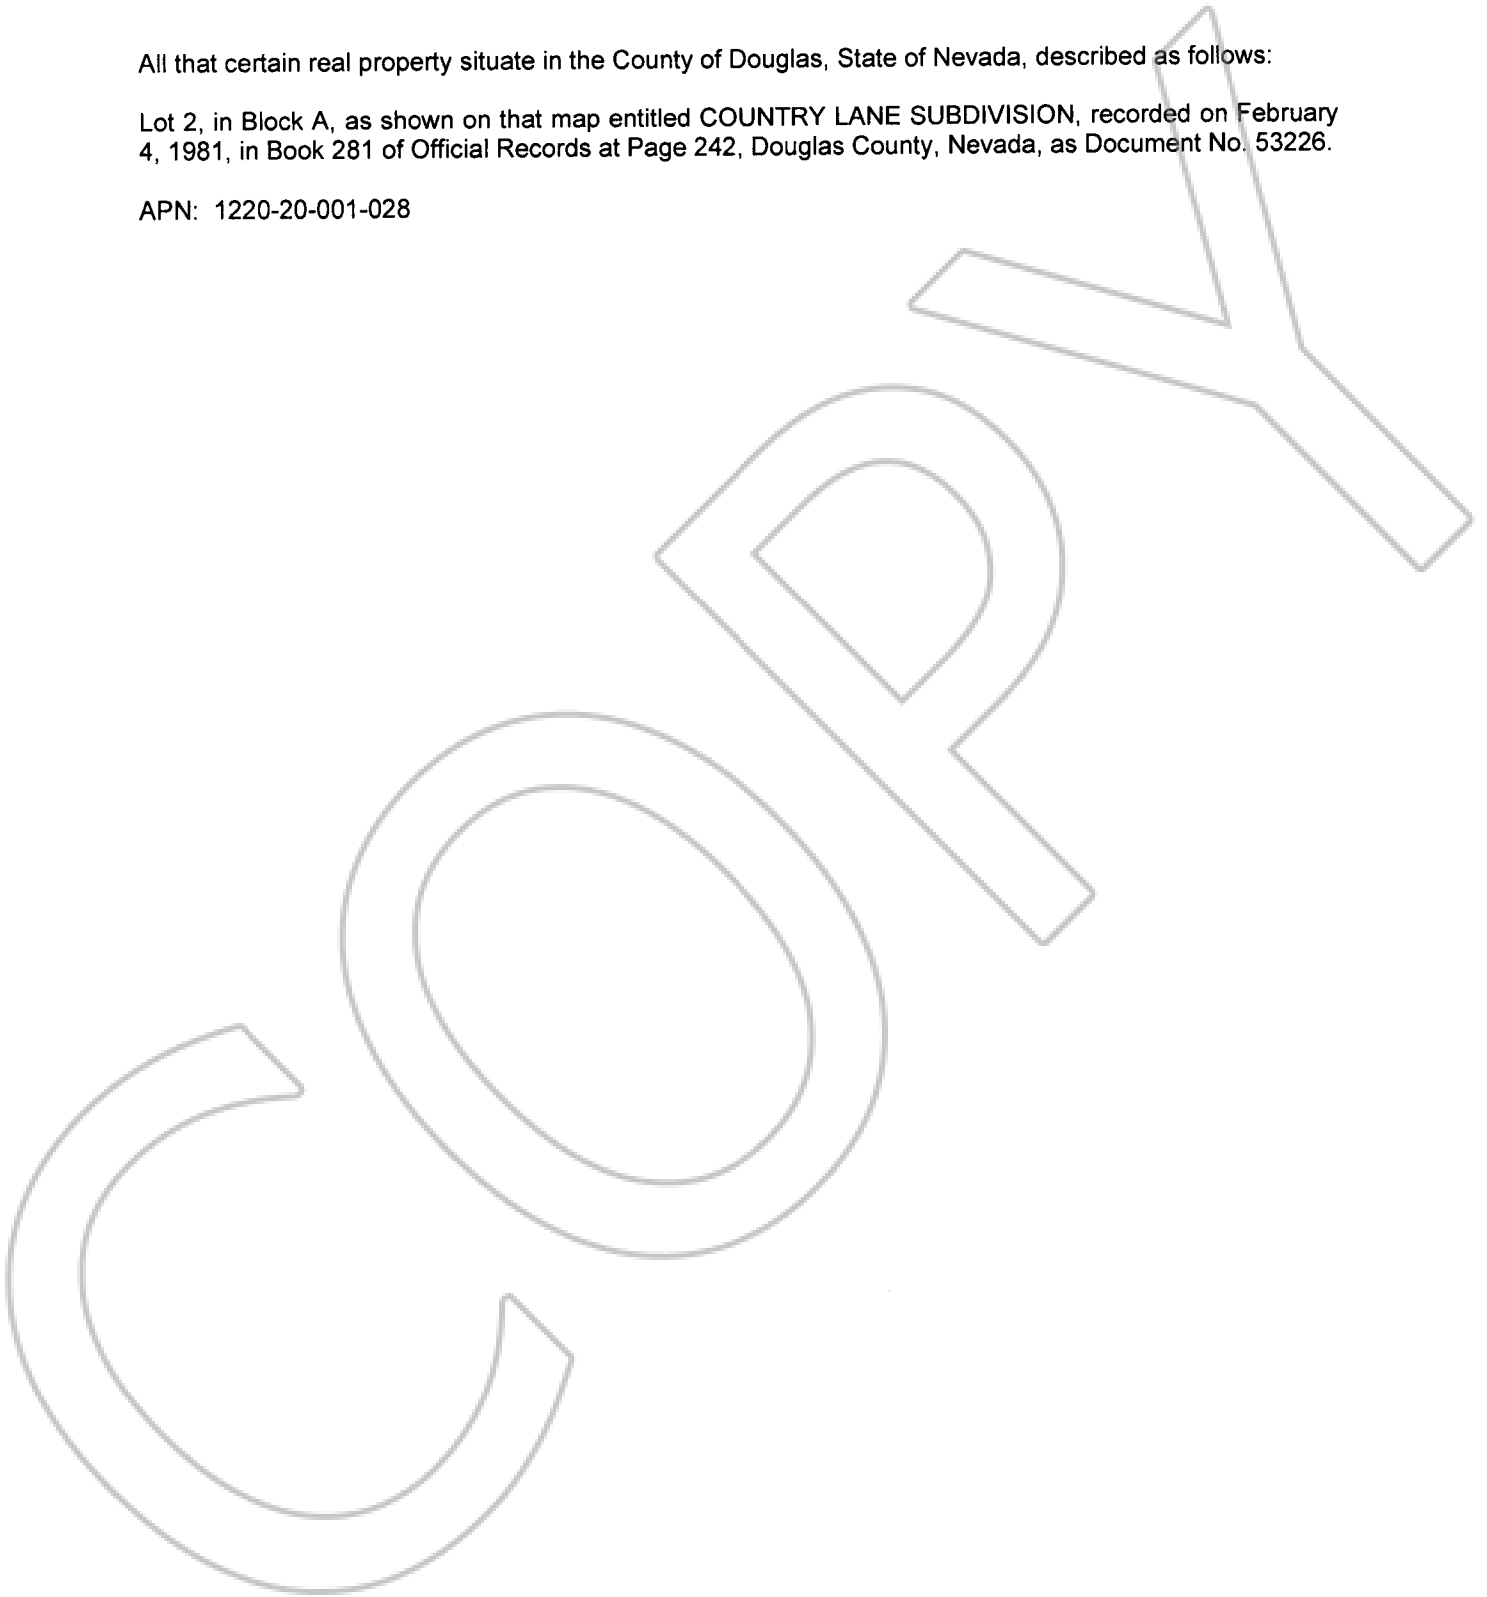 All that certain real property situate in the County of Douglas, State of Nevada, described as follows:
Lot 2, in Block A, as shown on that map entitled COUNTRY LANE SUBDIVISION, recorded on February
4, 1981, in Book 281 of Official Records at Page 242, Douglas County, Nevada, as Document No. 53226.
APN: 1220-20-001-028
COPY